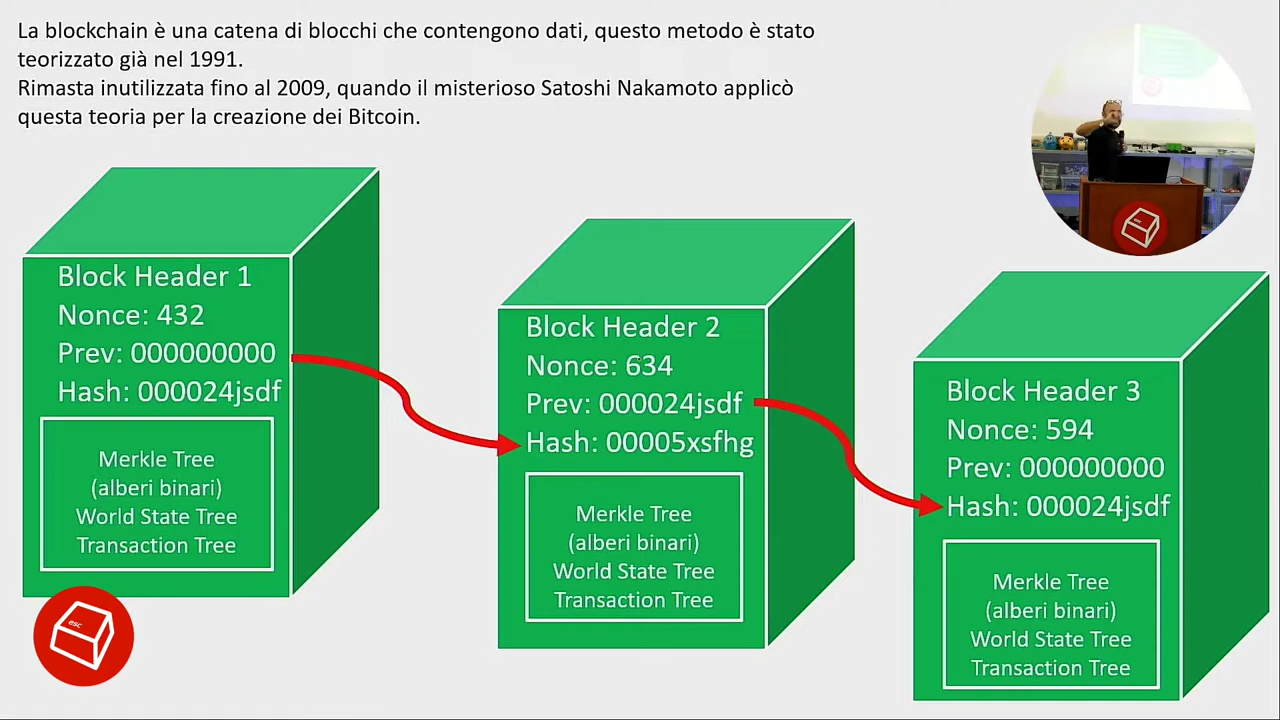 La blockchain è una catena di blocchi che contengono dati, questo metodo è stato
teorizzato già nel 1991.
Rimasta inutilizzata fino al 2009, quando il misterioso Satoshi Nakamoto applicò
questa teoria per la creazione dei Bitcoin.
Block Header 1
Nonce: 432
Prev: 000000000
Hash: 000024jsdf
Merkle Tree
(alberi binari)
World State Tree
Transaction Tree
Block Header 2
Nonce: 634
Prev: 000024jsdf
Hash: 00005xsfhg
Merkle Tree
(alberi binari)
World State Tree
Transaction Tree
Block Header 3
Nonce: 594
Prev: 000000000
Hash: 000024jsdf
Merkle Tree
(alberi binari)
World State Tree
Transaction Tree
esc
esc